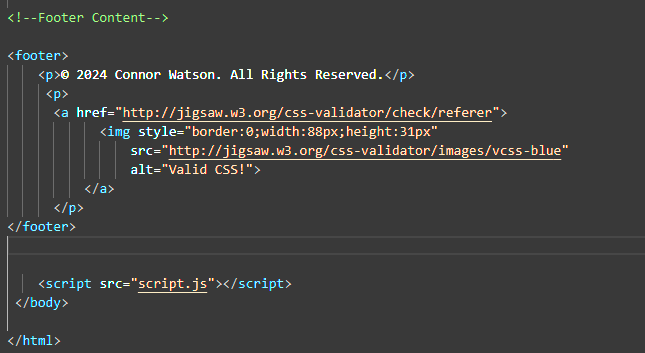 <!--Footer Content-->
<footer>
<p>© 2024 Connor Watson. All Rights Reserved.</p>
<p>
<a href="http://jigsaw.w3.org/css-validator/check/referer">
<img style="border:0;width:88px;height:31px"
src="http://jigsaw.w3.org/css-validator/images/vcss-blue"
alt="Valid CSS!">
</a>
</p>
</footer>
<script src="script.js"></script>
</body>
</html>